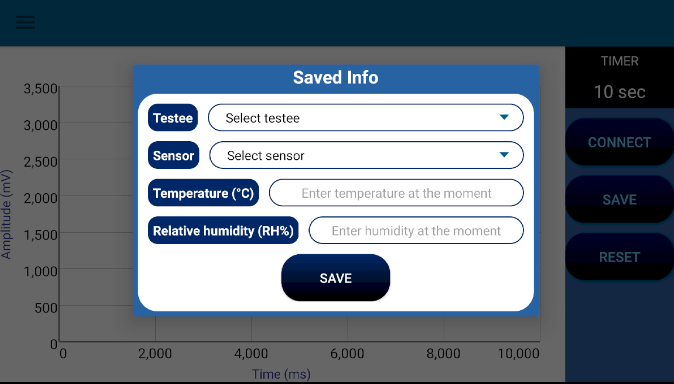 Saved Info
Testee
Select testee
Sensor
Select sensor
Temperature (°C)
Enter temperature at the moment
Relative humidity (RH%)
Enter humidity at the moment
SAVE
TIMER
10 sec
CONNECT
SAVE
RESET
Amplitude (mV)
3,500
3,000
2,500
2,000
1,500
1,000
500
0
0
2,000
4,000
6,000
8,000
10,000
Time (ms)